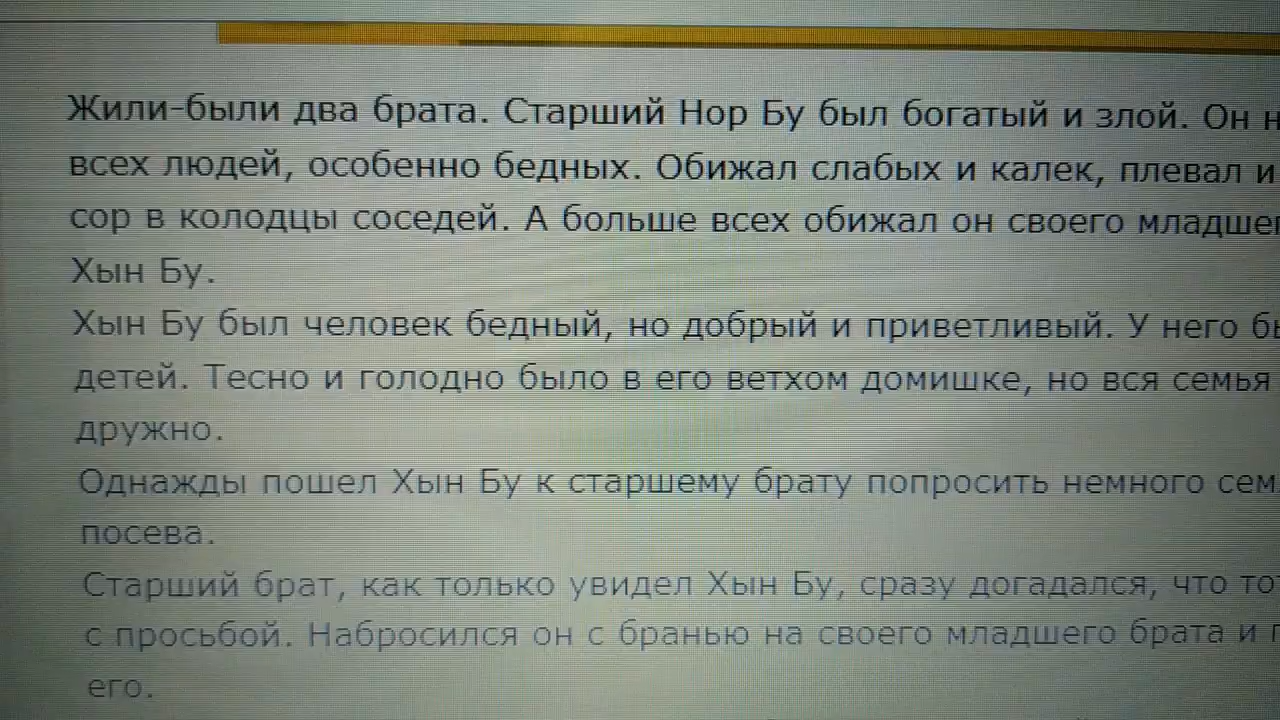 Жили-были два брата. Старший Нор Бу был богатый и злой. Он
всех людей, особенно бедных. Обижал слабых и калек, плевал и
сор в колодцы соседей. А больше всех обижал он своего
Хын Бу.
Хын Бу был человек бедный, но добрый и приветливый. У него
детей. Тесно и голодно было в его ветхом домишке, но вся семья
дружно.
Однажды пошел Хын Бу к старшему брату попросить немного
посева.
Старший брат, как только увидел Хын Бу, сразу догадался, что
с просьбой. Набросился он с бранью на своего младшего брата и
его.